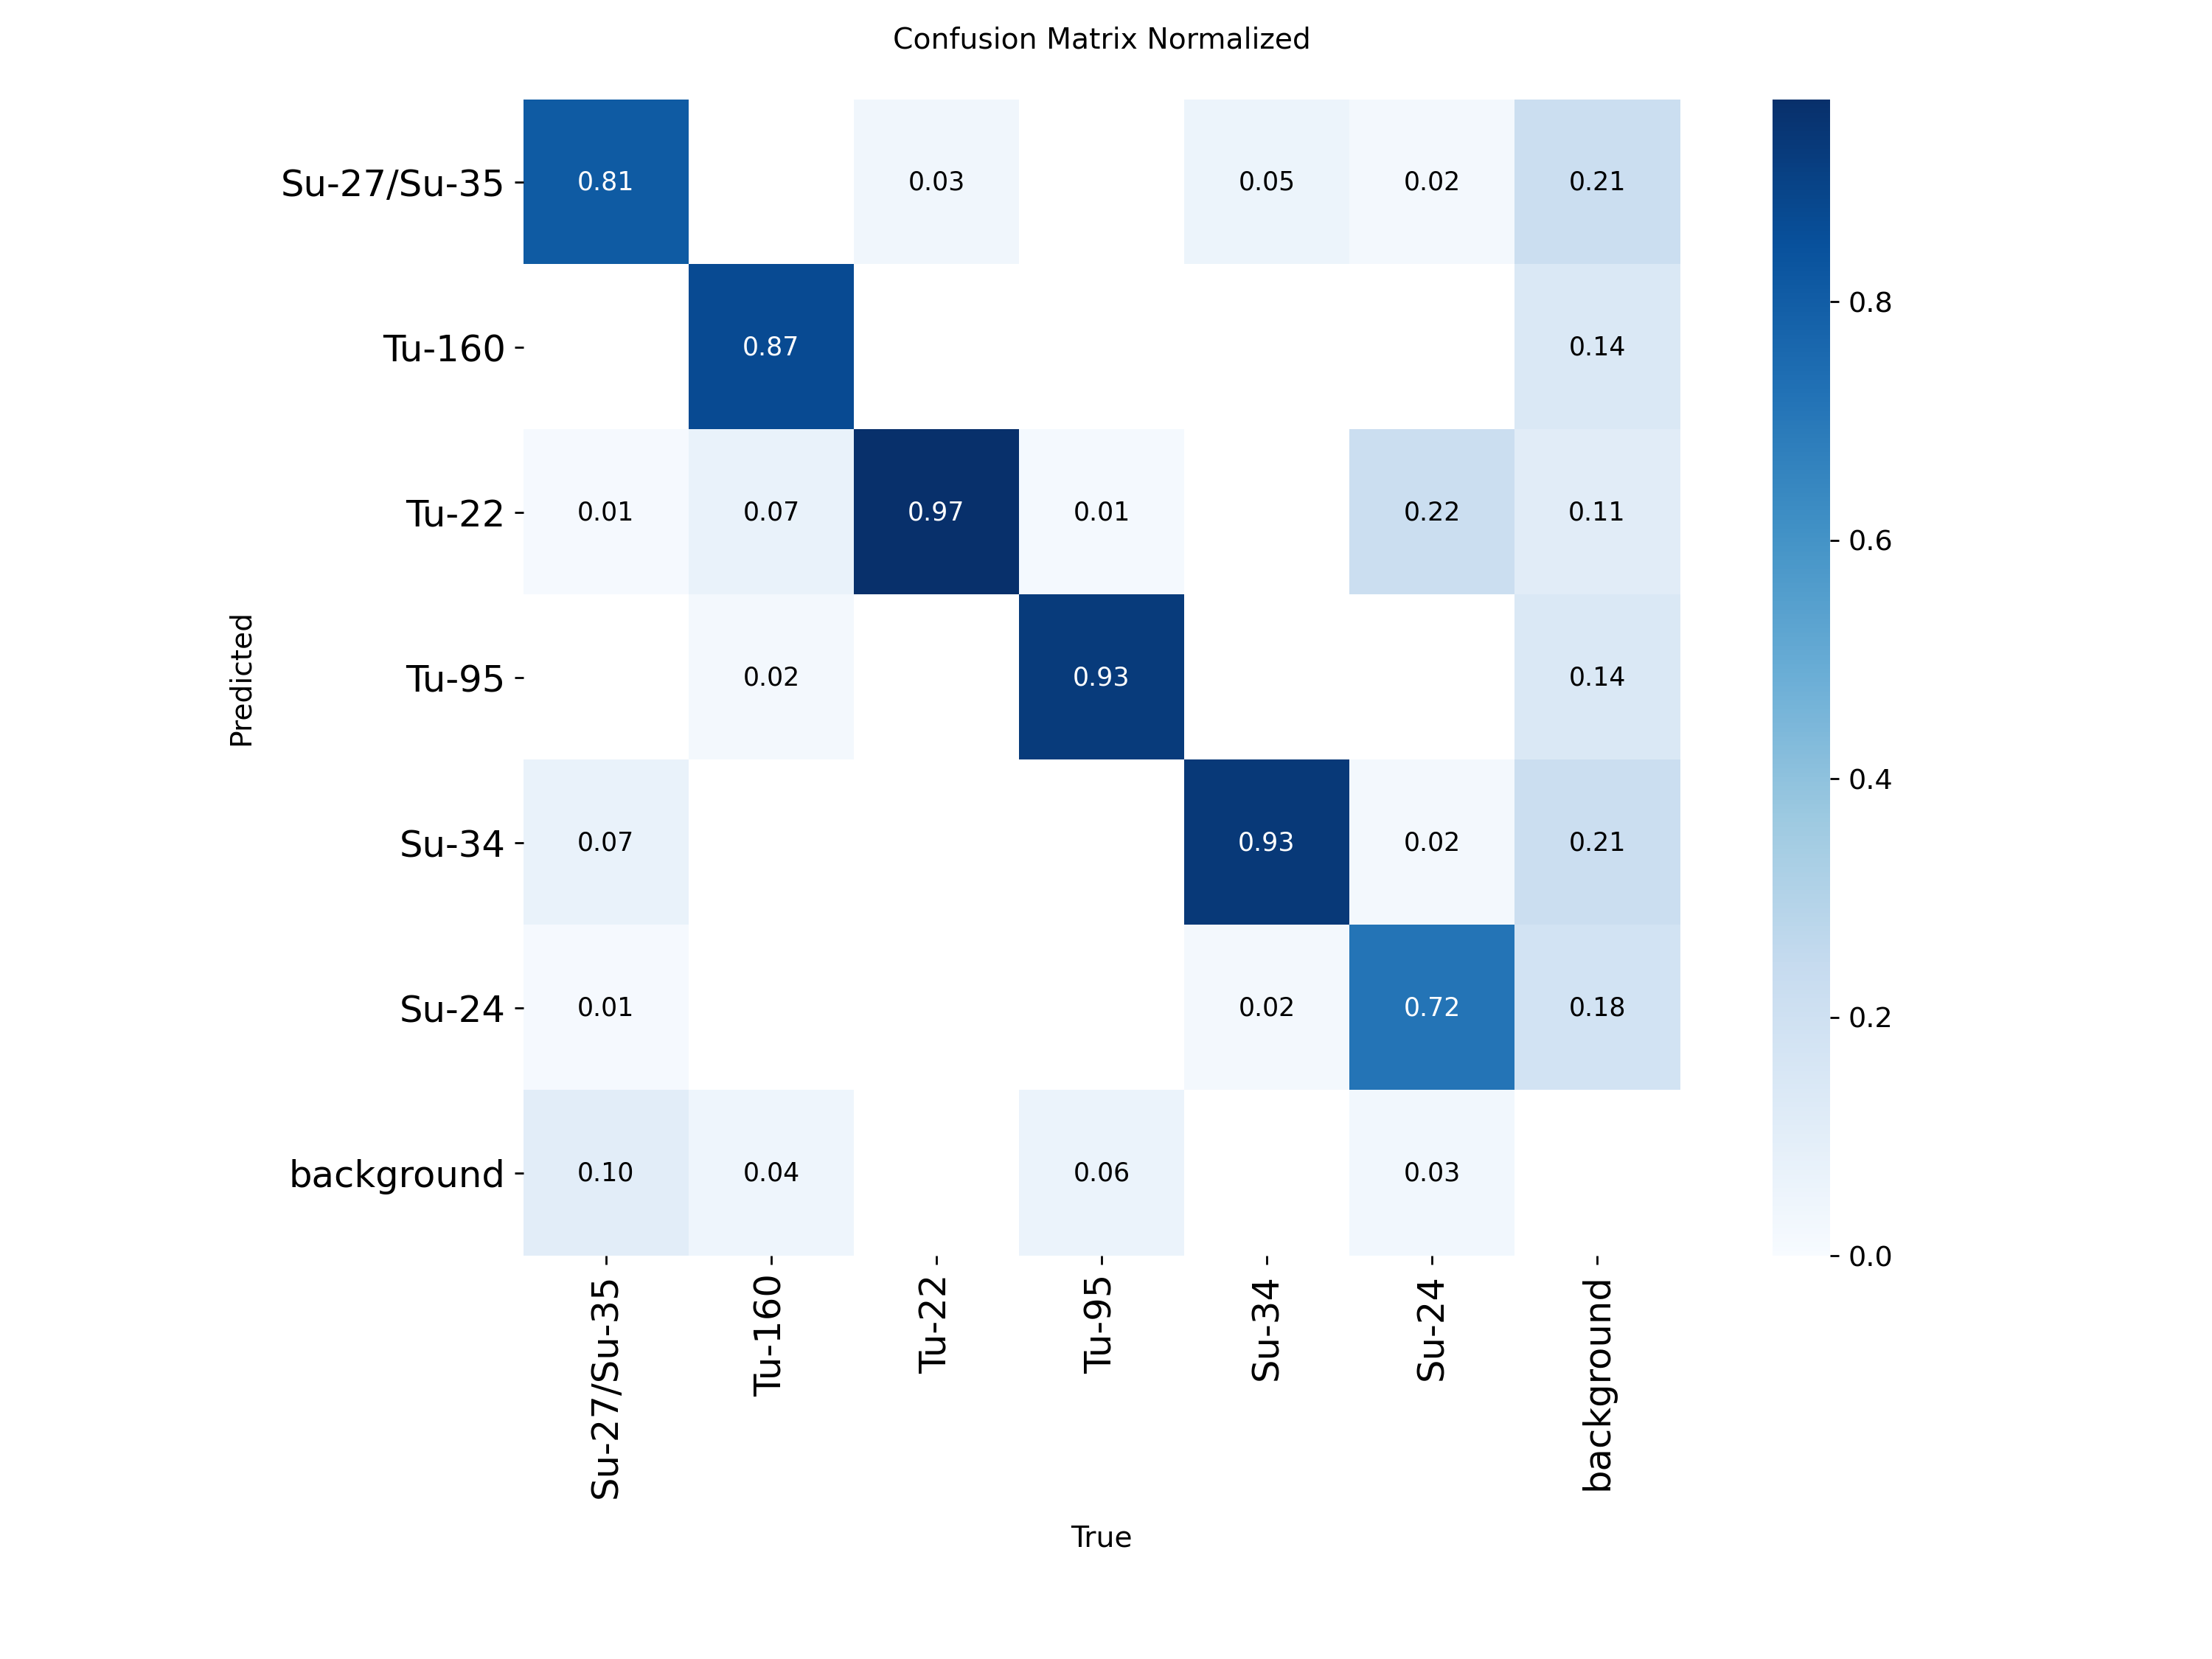 Confusion Matrix Normalized
Su-27/Su-35 0.81 0.03 0.05 0.02 0.21
0.8
Tu-160 0.87 0.14
Tu-22 0.01 0.07 0.97 0.01 0.22 0.11
0.6
Predicted
Tu-95 0.02 0.93 0.14
0.4
Su-34 0.07 0.93 0.02 0.21
Su-24 0.01 0.02 0.72 0.18
0.2
background 0.10 0.04 0.06 0.03
0.0
Su-27/Su-35
Tu-160
Tu-22
Tu-95
Su-34
Su-24
background
True